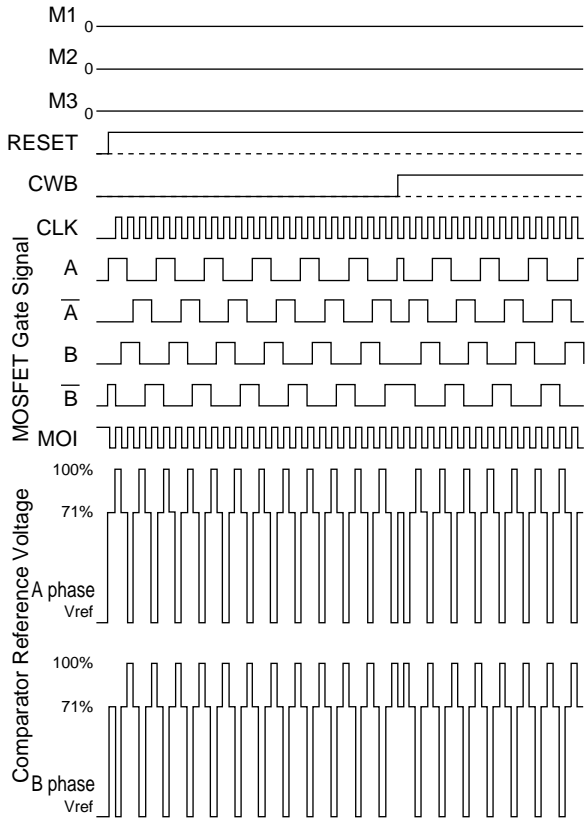 M1 0
M2 0
M3 0
RESET
CWB
CLK
MOSFET Gate Signal
A
A̅
B
B̅
MOI
Comparator Reference Voltage
100%
71%
A phase
Vref
100%
71%
B phase
Vref